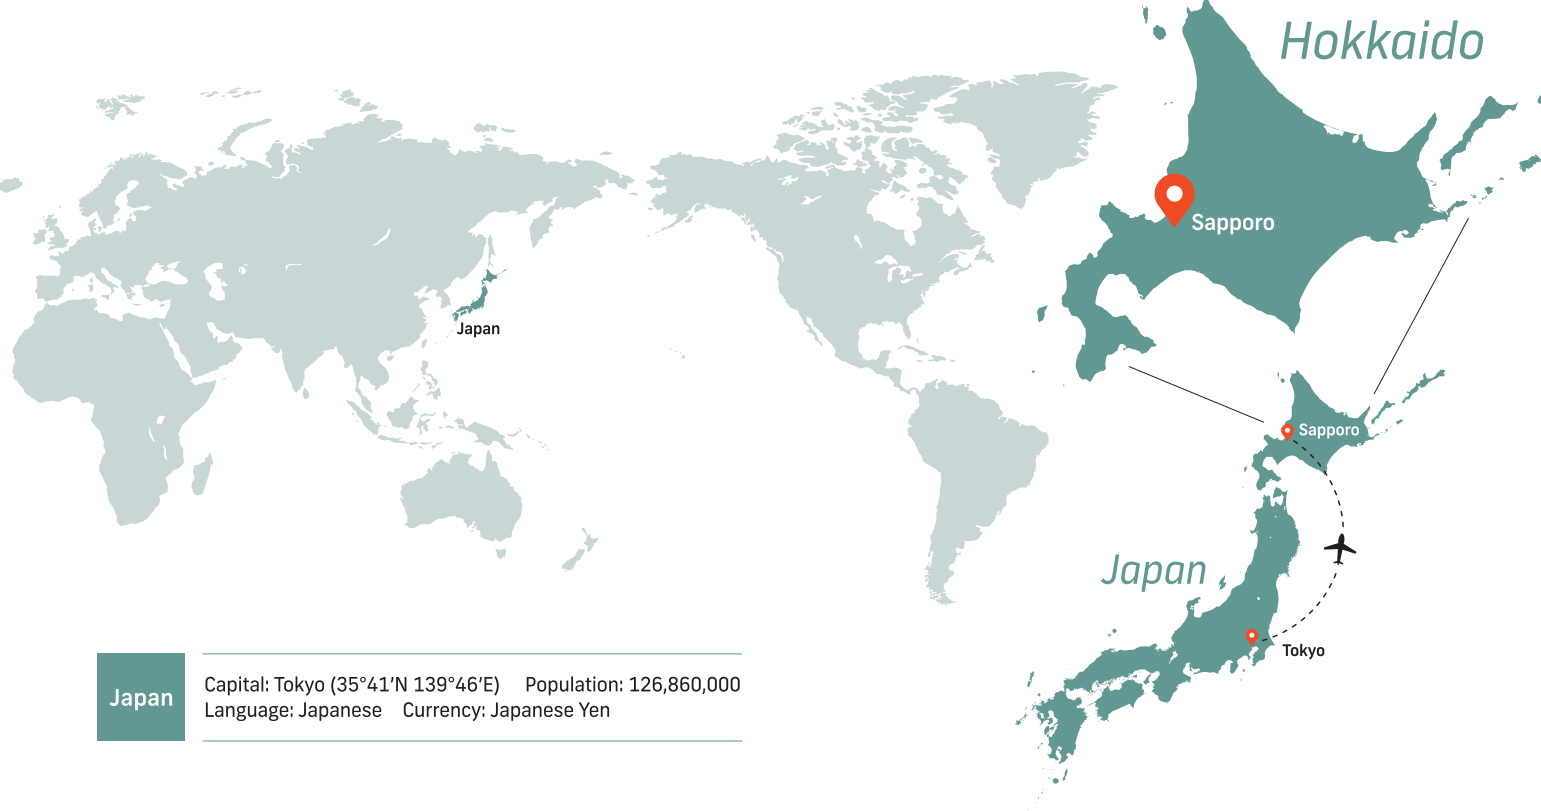 Hokkaido
Sapporo
Japan
Sapporo
Japan
Tokyo
Japan
Capital: Tokyo (35°41′N 139°46′E) Population: 126,860,000
Language: Japanese Currency: Japanese Yen